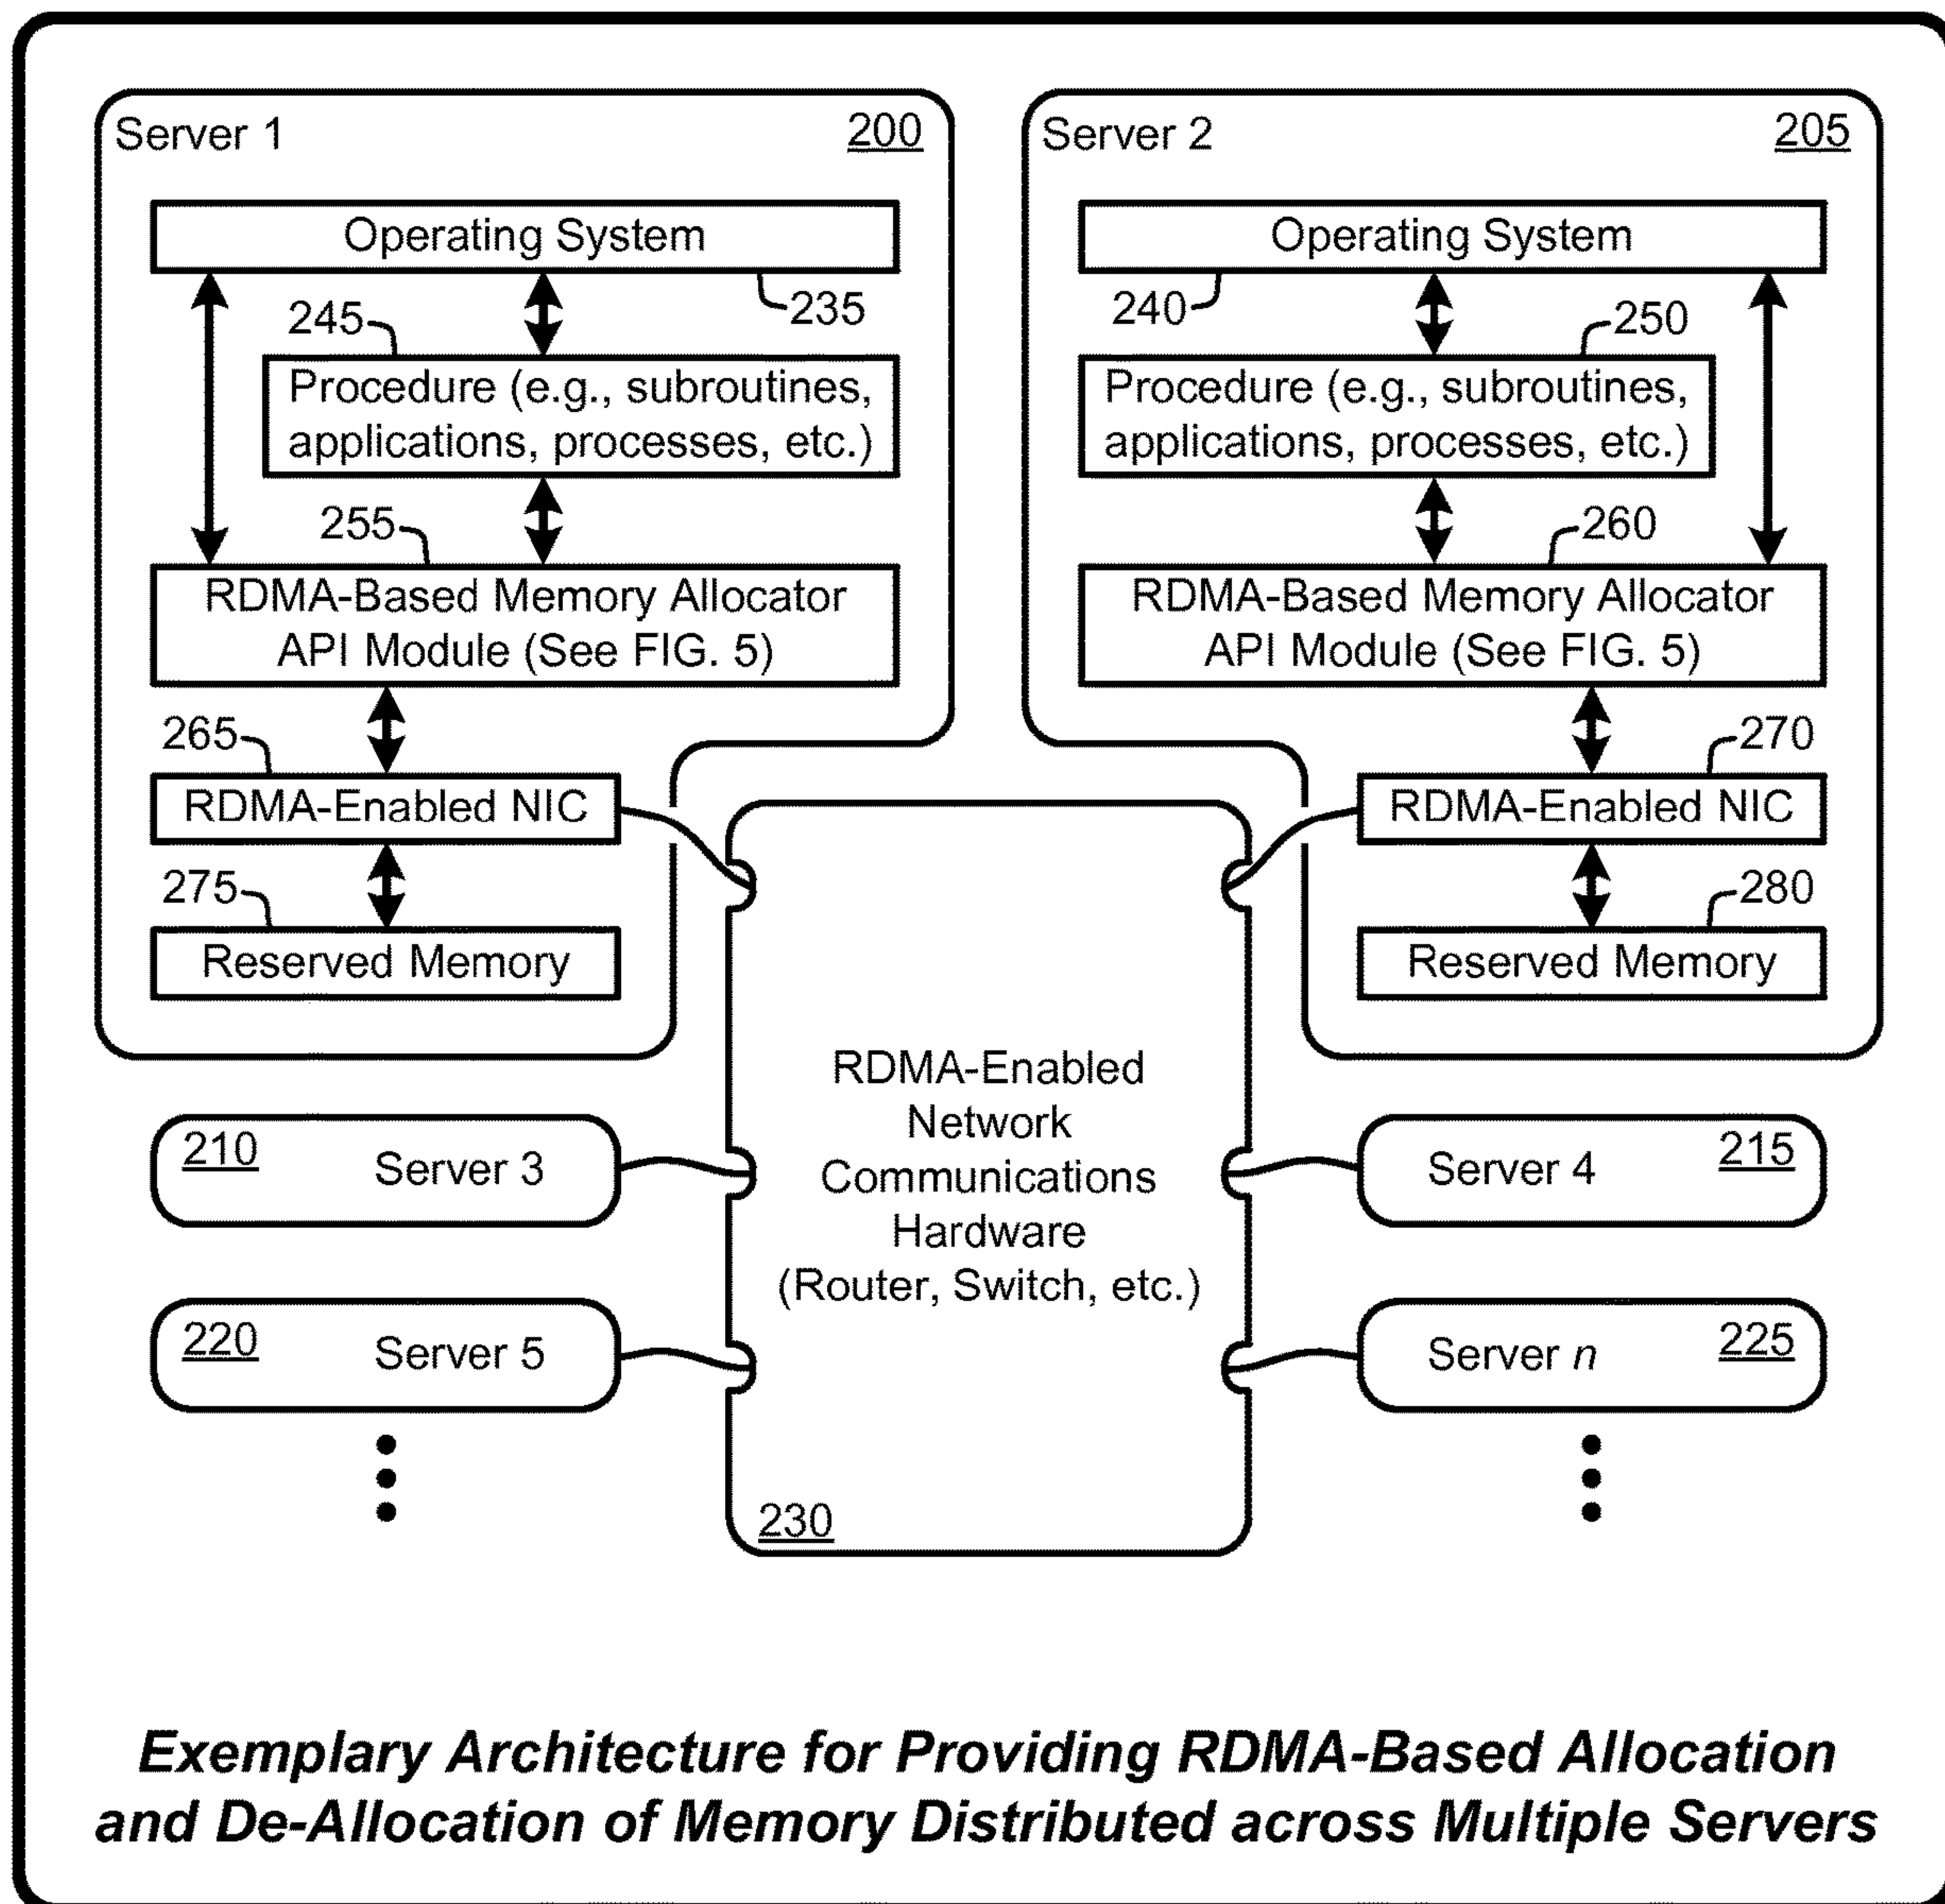 Server 1 200
Operating System
235
245
Procedure (e.g., subroutines,
applications, processes, etc.)
255
RDMA-Based Memory Allocator
API Module (See FIG. 5)
265
RDMA-Enabled NIC
275
Reserved Memory
Server 2 205
Operating System
240
250
Procedure (e.g., subroutines,
applications, processes, etc.)
260
RDMA-Based Memory Allocator
API Module (See FIG. 5)
270
RDMA-Enabled NIC
280
Reserved Memory
RDMA-Enabled
Network
Communications
Hardware
(Router, Switch, etc.)
230
210 Server 3
Server 4 215
220 Server 5
Server n 225
Exemplary Architecture for Providing RDMA-Based Allocation
and De-Allocation of Memory Distributed across Multiple Servers